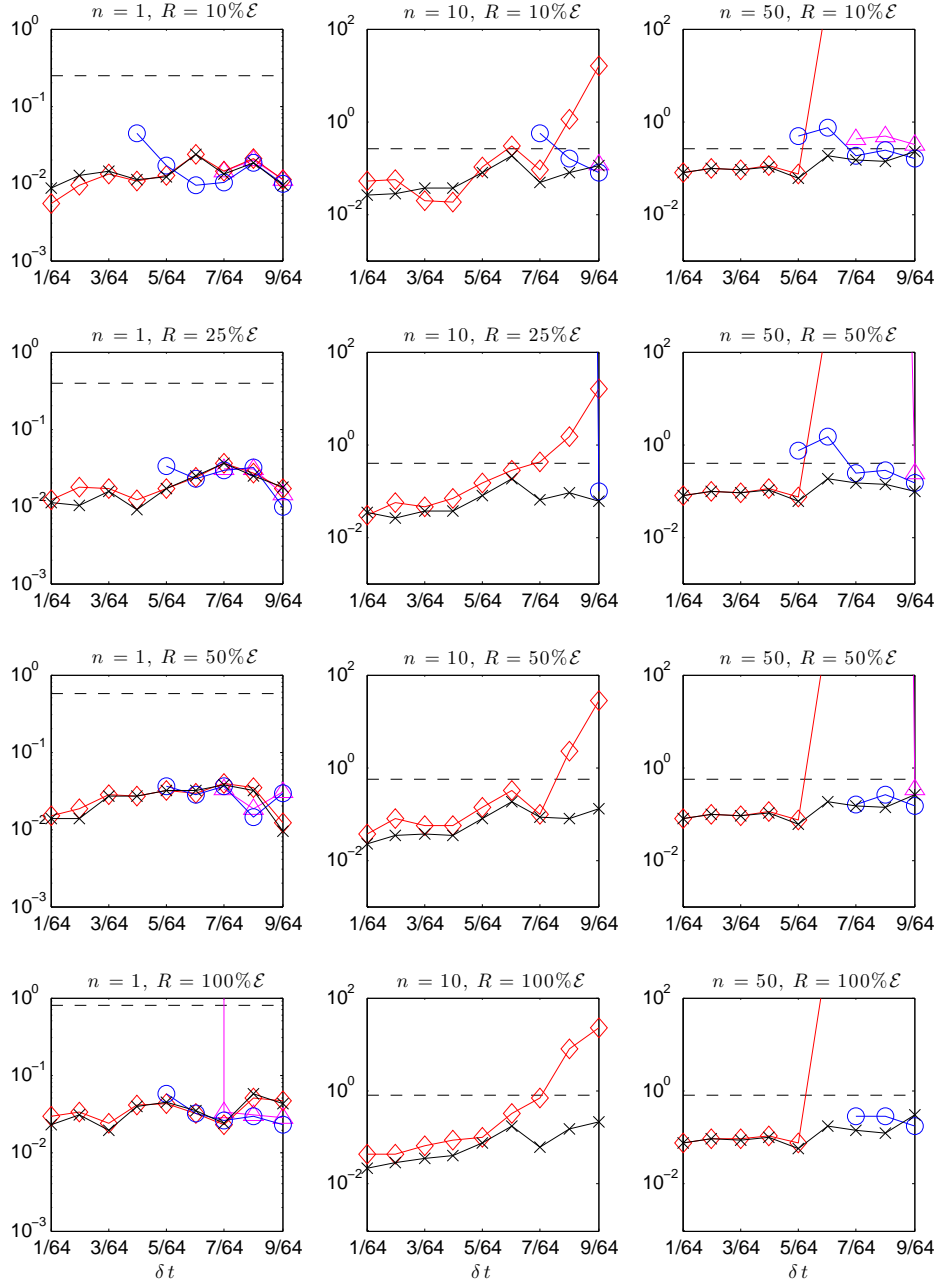 n = 1, R = 10%ℰ
10^0
10^−1
10^−2
10^−3
1/64 3/64 5/64 7/64 9/64
n = 10, R = 10%ℰ
10^2
10^0
10^−2
1/64 3/64 5/64 7/64 9/64
n = 50, R = 10%ℰ
10^2
10^0
10^−2
1/64 3/64 5/64 7/64 9/64
n = 1, R = 25%ℰ
10^0
10^−1
10^−2
10^−3
1/64 3/64 5/64 7/64 9/64
n = 10, R = 25%ℰ
10^2
10^0
10^−2
1/64 3/64 5/64 7/64 9/64
n = 50, R = 50%ℰ
10^2
10^0
10^−2
1/64 3/64 5/64 7/64 9/64
n = 1, R = 50%ℰ
10^0
10^−1
10^−2
10^−3
1/64 3/64 5/64 7/64 9/64
n = 10, R = 50%ℰ
10^2
10^0
10^−2
1/64 3/64 5/64 7/64 9/64
n = 50, R = 50%ℰ
10^2
10^0
10^−2
1/64 3/64 5/64 7/64 9/64
n = 1, R = 100%ℰ
10^0
10^−1
10^−2
10^−3
1/64 3/64 5/64 7/64 9/64
δ t
n = 10, R = 100%ℰ
10^2
10^0
10^−2
1/64 3/64 5/64 7/64 9/64
δ t
n = 50, R = 100%ℰ
10^2
10^0
10^−2
1/64 3/64 5/64 7/64 9/64
δ t